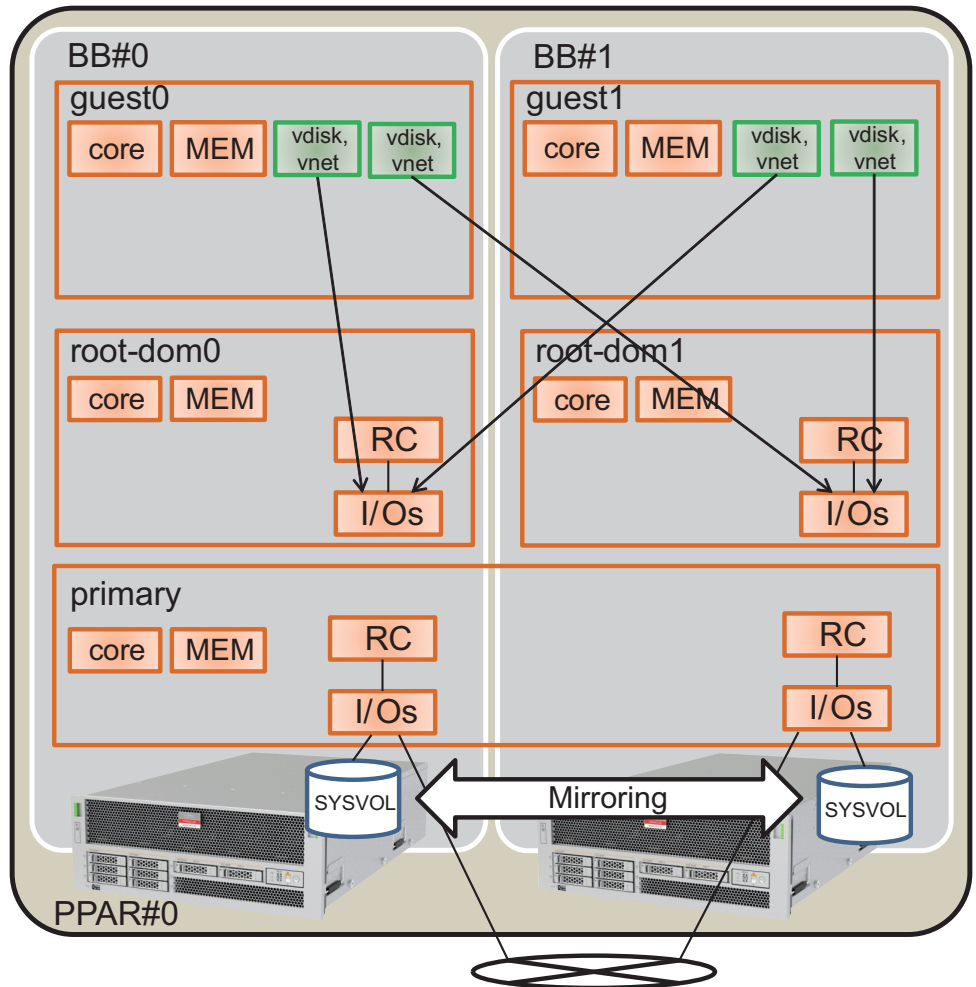 BB#0
BB#1
guest0
guest1
core
MEM
vdisk,
vnet
vdisk,
vnet
core
MEM
vdisk,
vnet
vdisk,
vnet
root-dom0
root-dom1
core
MEM
core
MEM
RC
RC
I/Os
I/Os
primary
core
MEM
RC
RC
I/Os
I/Os
SYSVOL
Mirroring
SYSVOL
PPAR#0